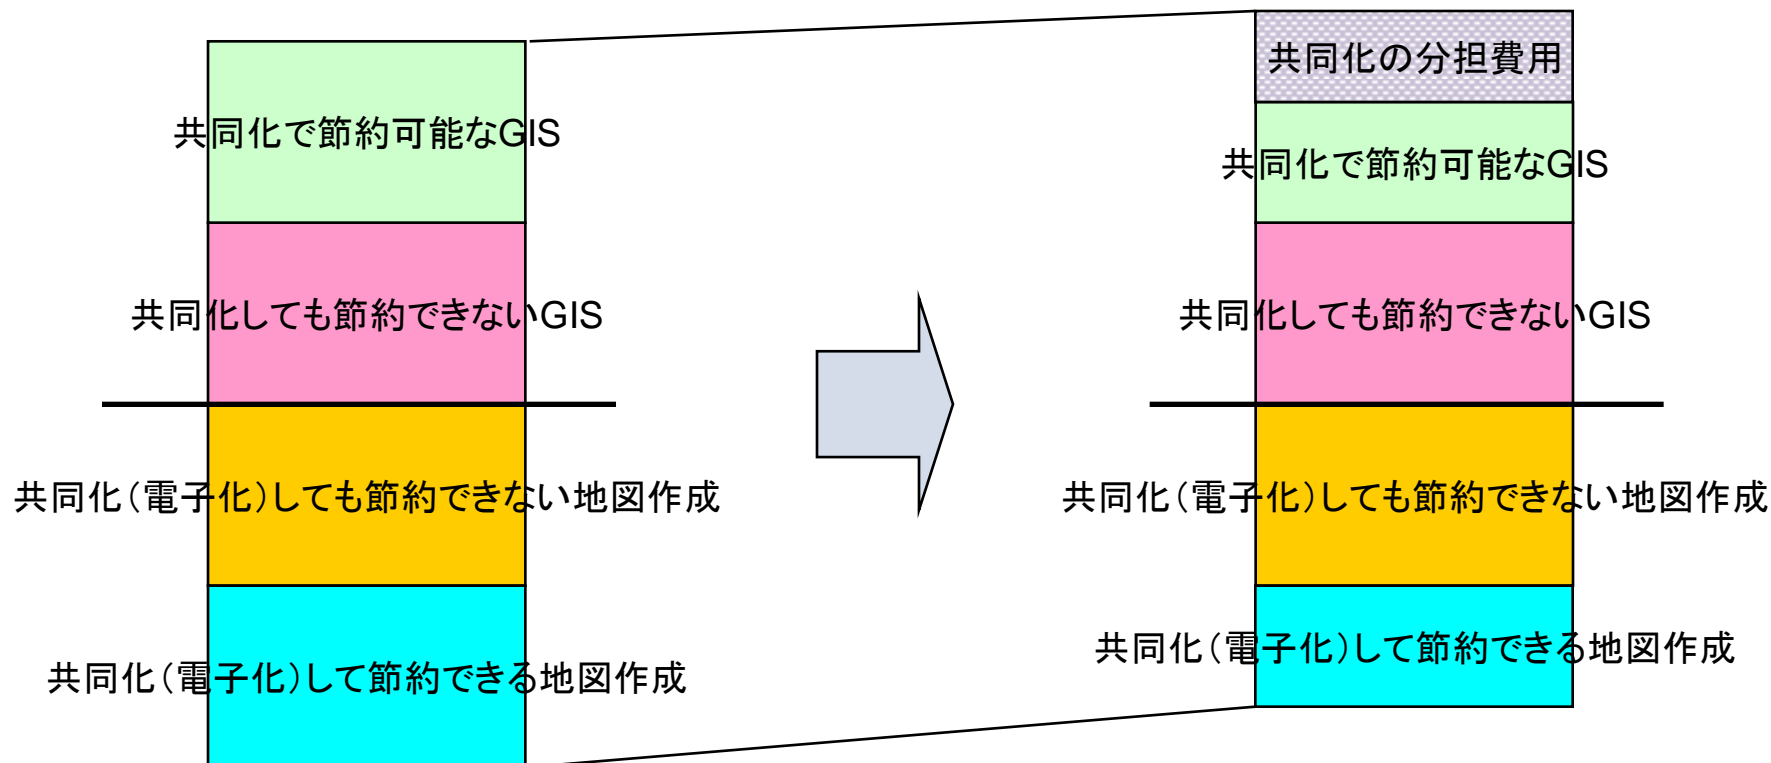 共同化で節約可能なGIS
共同化しても節約できないGIS
共同化（電子化）しても節約できない地図作成
共同化（電子化）して節約できる地図作成
共同化の分担費用
共同化で節約可能なGIS
共同化しても節約できないGIS
共同化（電子化）しても節約できない地図作成
共同化（電子化）して節約できる地図作成